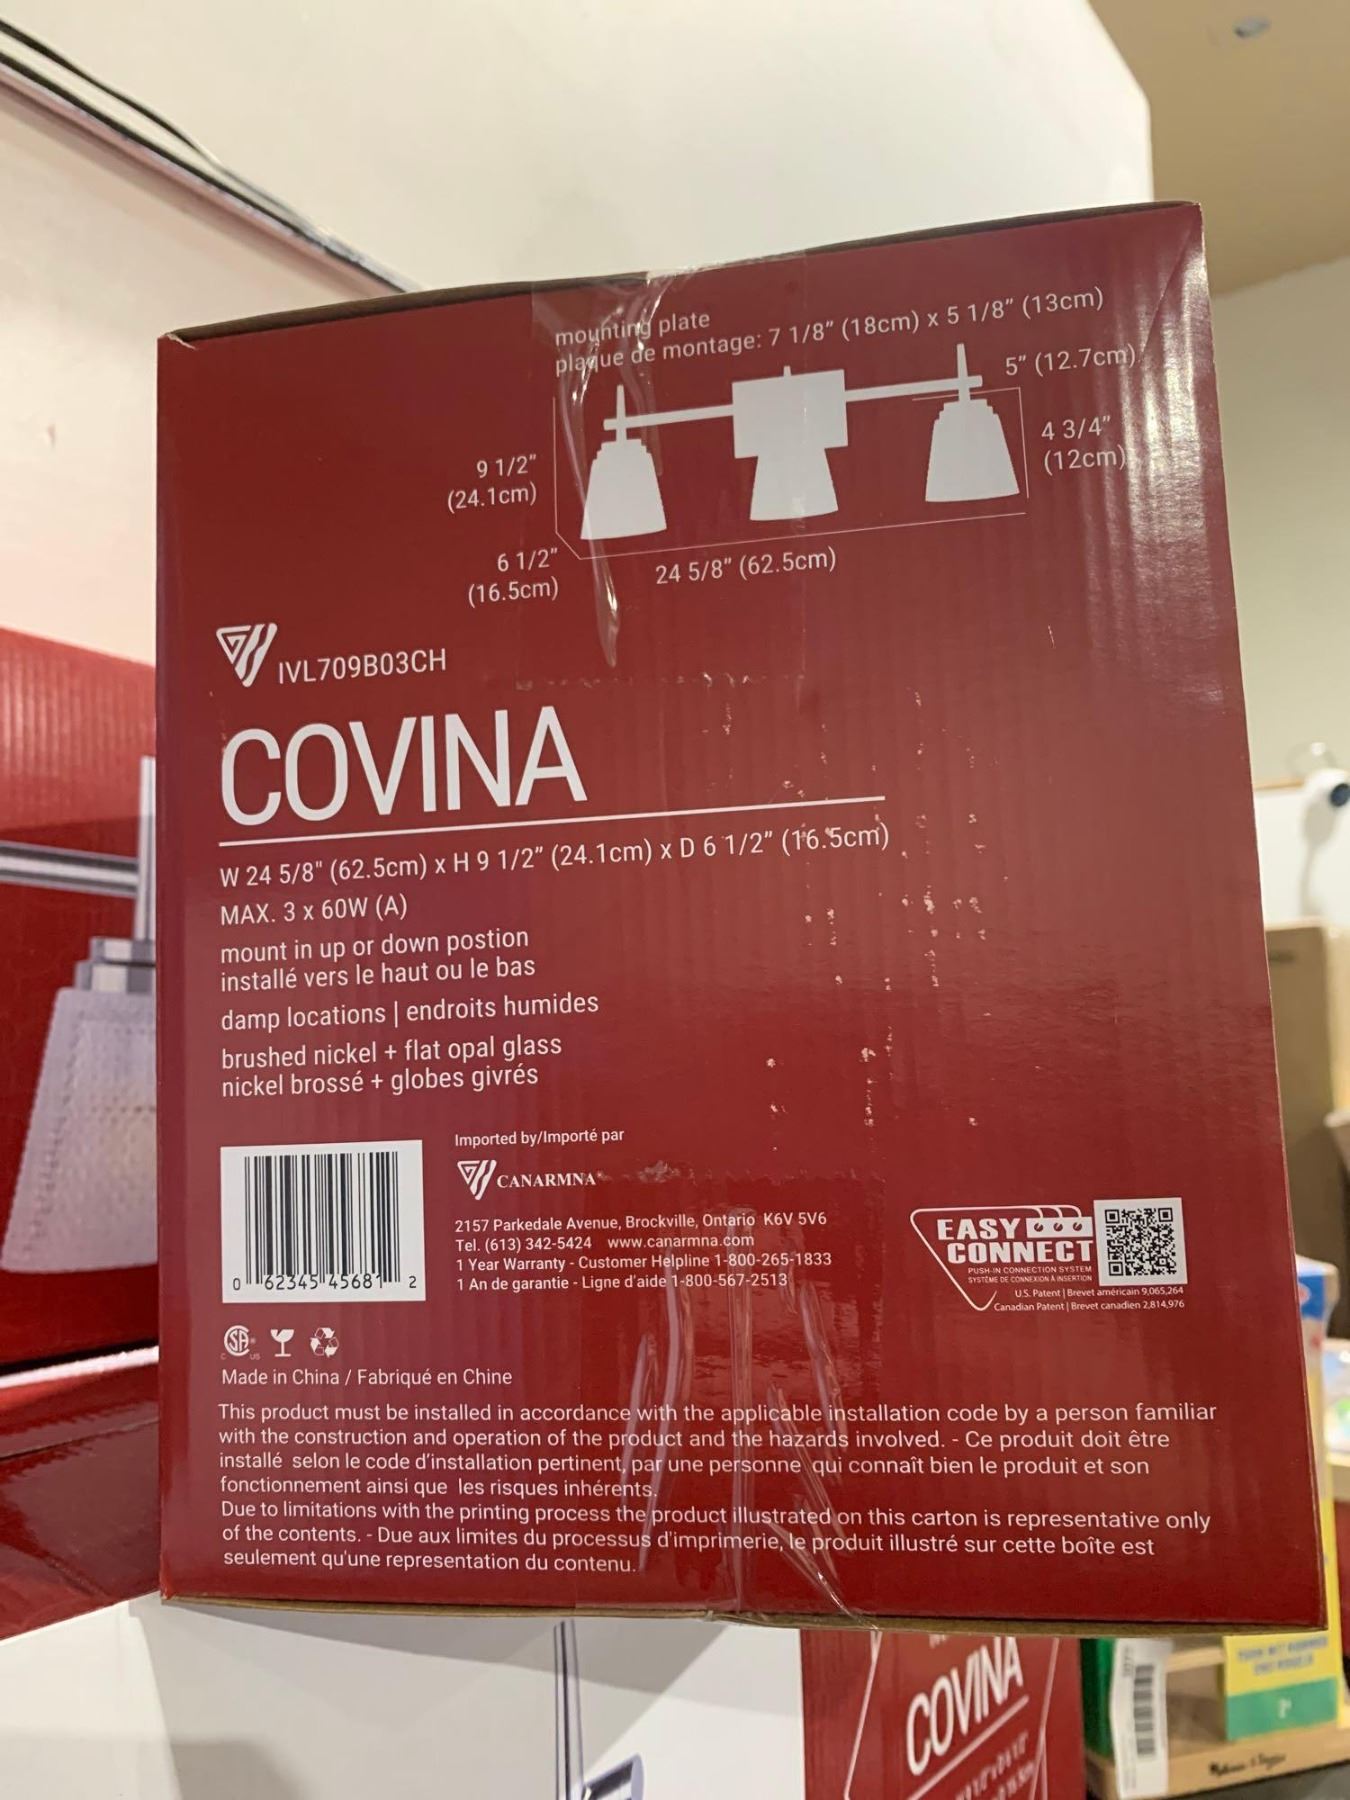 mounting plate
plaque de montage: 7 1/8" (18cm) x 5 1/8" (13cm)
5" (12.7cm)
4 3/4"
(12cm)
9 1/2"
(24.1cm)
6 1/2"
(16.5cm)
24 5/8" (62.5cm)
IVL709B03CH
COVINA
W 24 5/8" (62.5cm) x H 9 1/2" (24.1cm) x D 6 1/2" (16.5cm)
MAX. 3 x 60W (A)
mount in up or down postion
installé vers le haut ou le bas
damp locations | endroits humides
brushed nickel + flat opal glass
nickel brossé + globes givrés
Imported by/Importé par
CANARMNA
2157 Parkedale Avenue, Brockville, Ontario K6V 5V6
Tel. (613) 342-5424 www.canarmna.com
1 Year Warranty - Customer Helpline 1-800-265-1833
1 An de garantie - Ligne d'aide 1-800-567-2513
0 62345 45681 2
EASY
CONNECT
PUSH-IN CONNECTION SYSTEM
SYSTÈME DE CONNEXION À INSERTION
U.S. Patent | Brevet américain 9,065,264
Canadian Patent | Brevet canadien 2,814,976
C SA US
Made in China / Fabriqué en Chine
This product must be installed in accordance with the applicable installation code by a person familiar
with the construction and operation of the product and the hazards involved. - Ce produit doit être
installé selon le code d'installation pertinent, par une personne qui connaît bien le produit et son
fonctionnement ainsi que les risques inhérents.
Due to limitations with the printing process the product illustrated on this carton is representative only
of the contents. - Due aux limites du processus d'imprimerie, le produit illustré sur cette boîte est
seulement qu'une representation du contenu.
COVINA